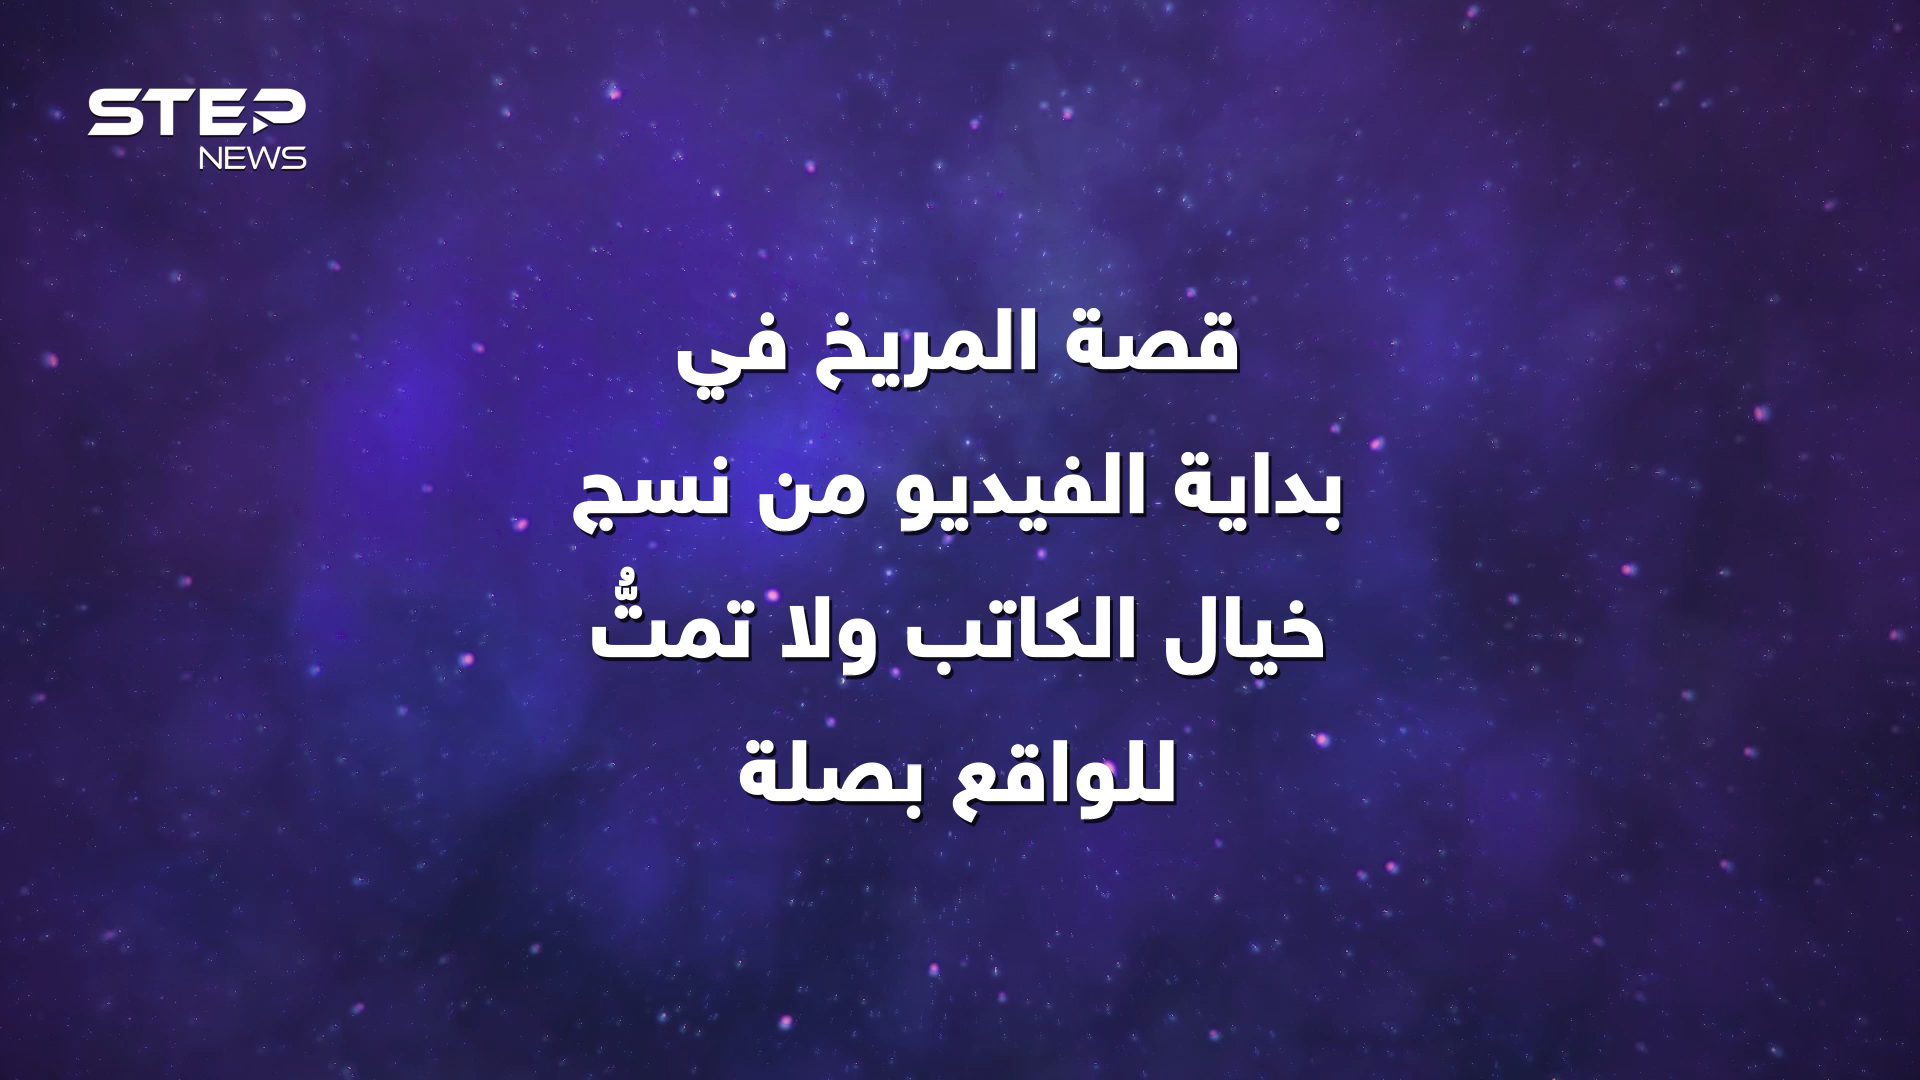 STEP
NEWS
قصة المريخ في
بداية الفيديو من نسج
خيال الكاتب ولا تمتُّ
للواقع بصلة